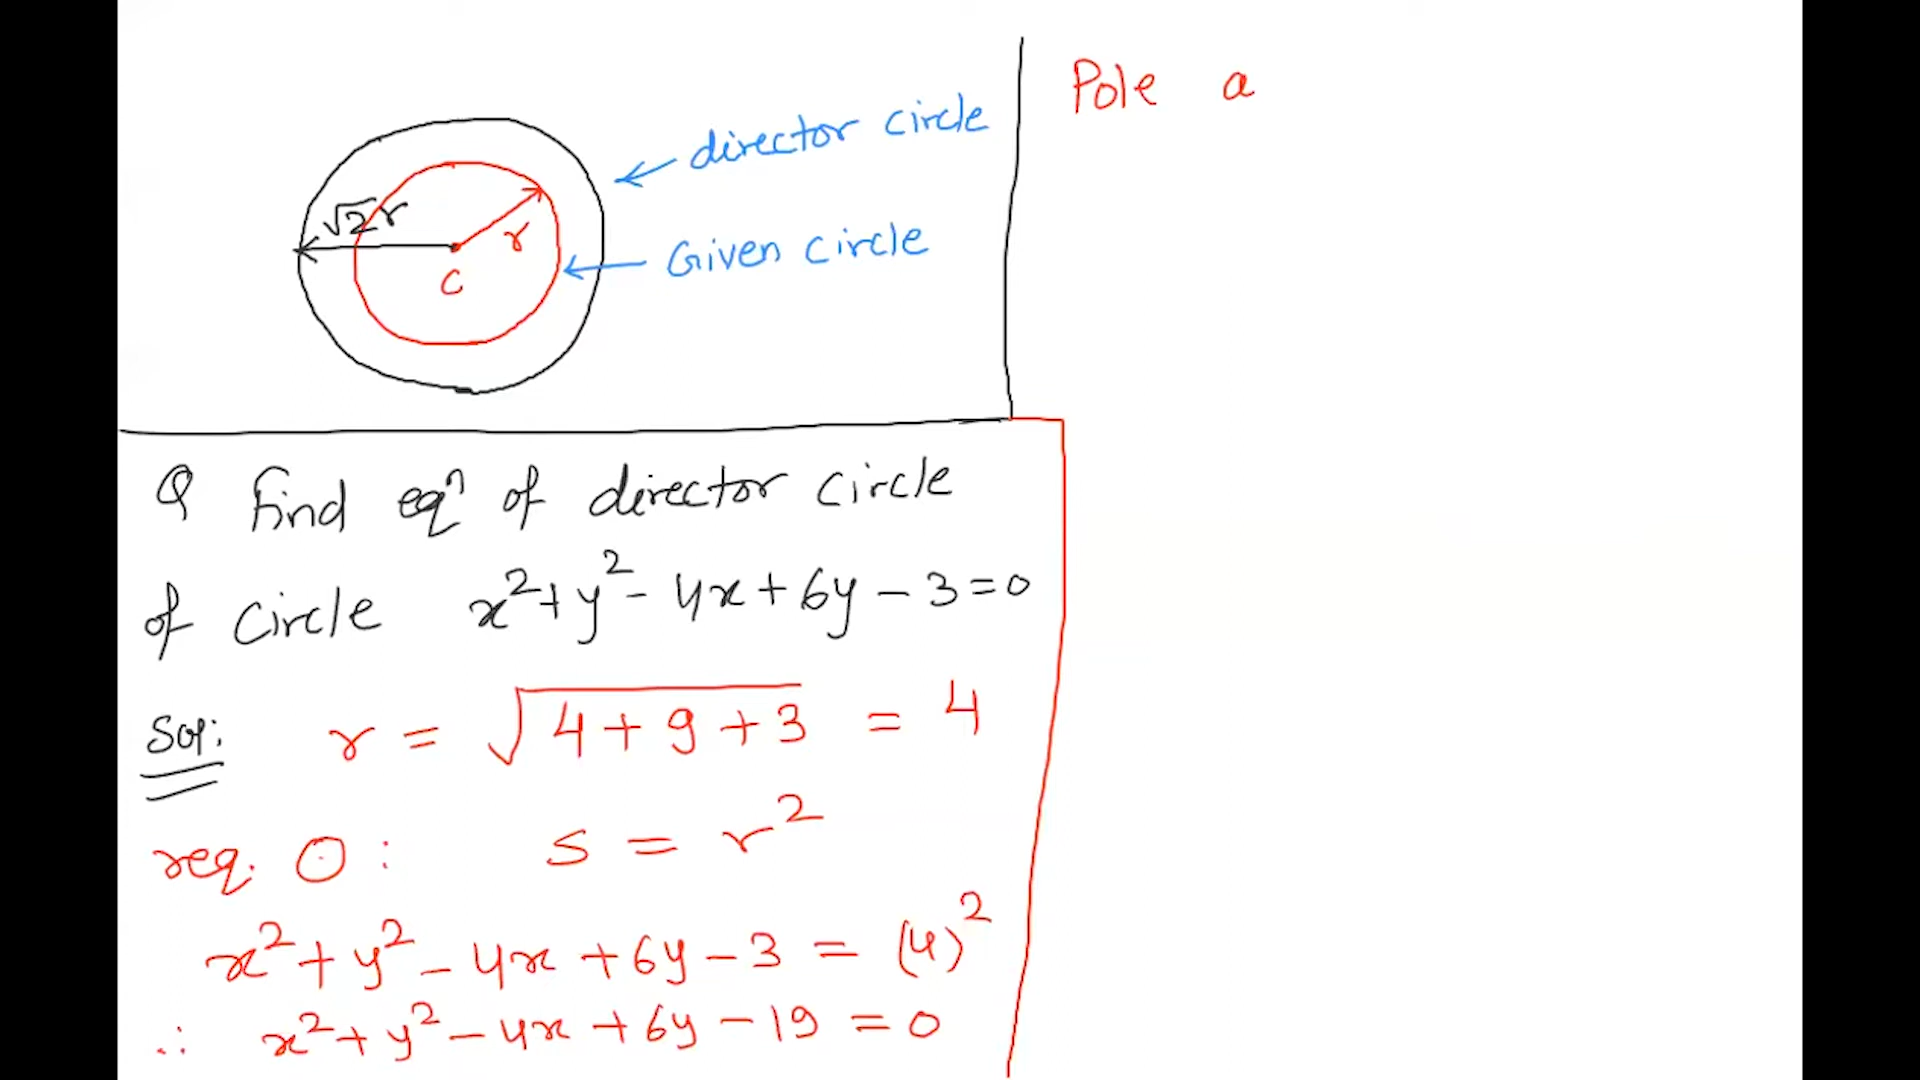 director circle
√2r
r
C
Given circle
Q Find eqⁿ of director circle
of circle x²+y²-4x+6y-3=0
Solⁿ: r = √4+9+3 = 4
req. ⊙: S = r²
x²+y²-4x+6y-3 = (4)²
∴ x²+y²-4x+6y-19=0
Pole a